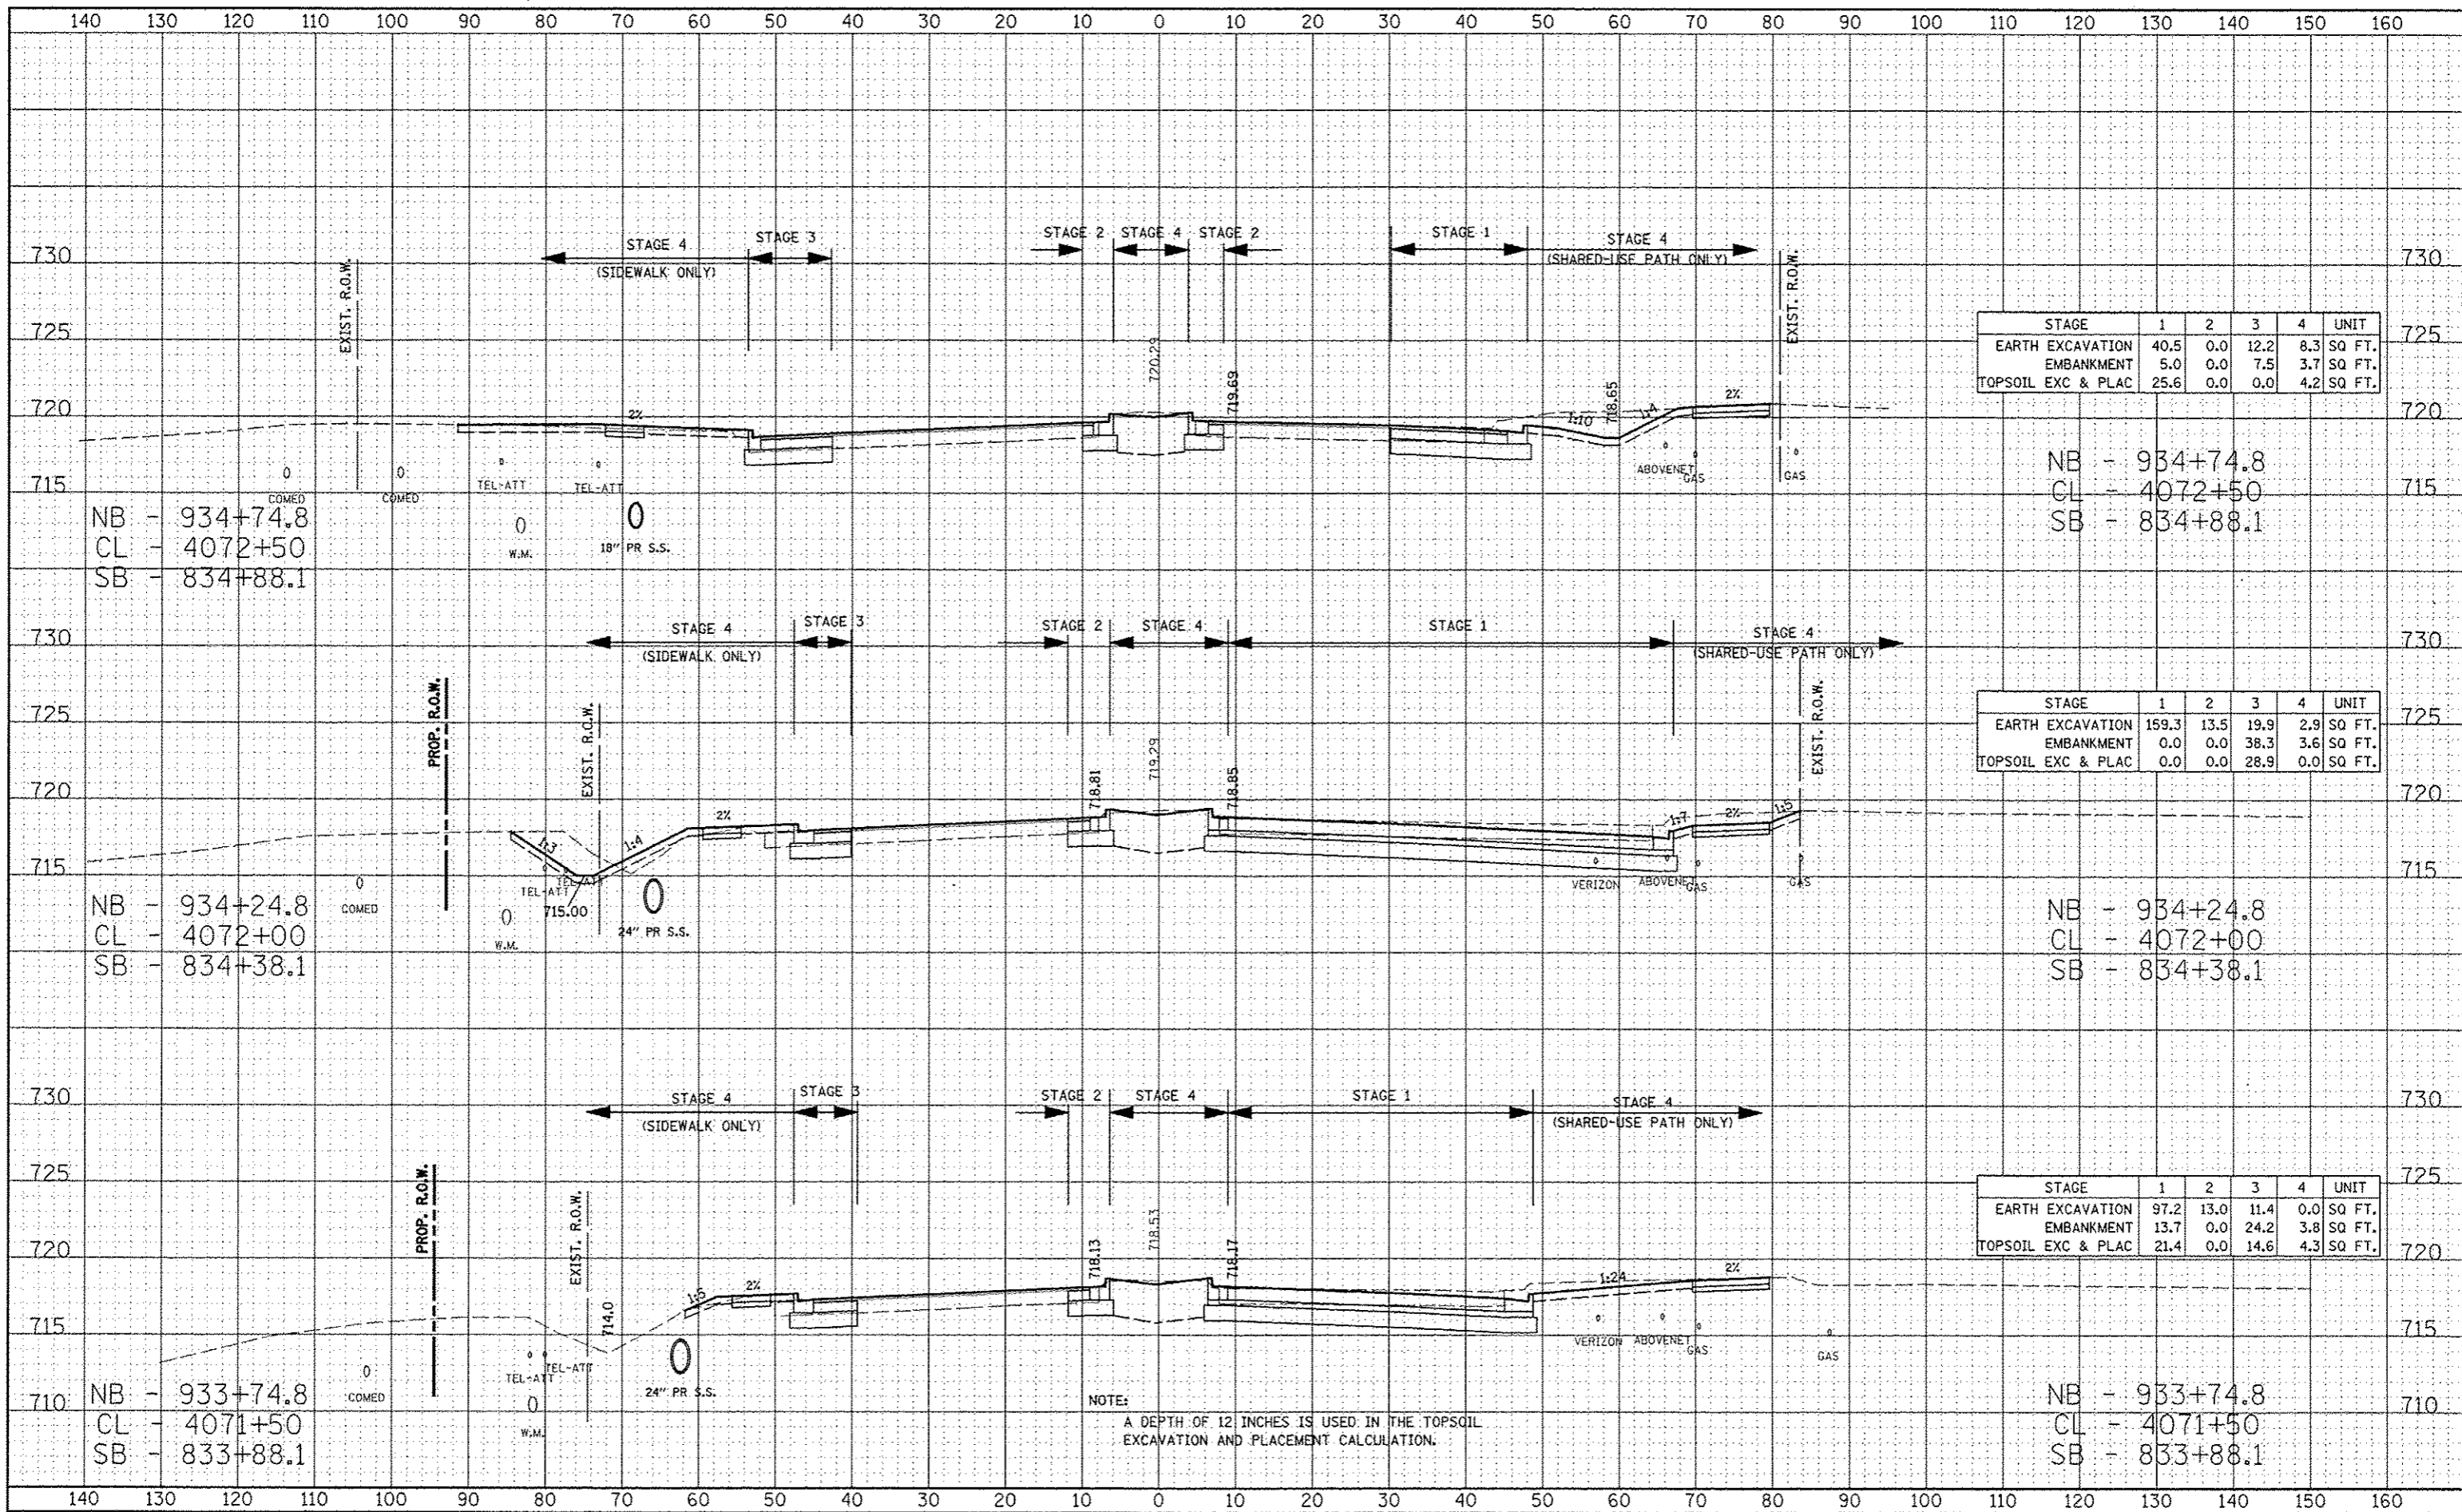 140 130 120 110 100 90 80 70 60 50 40 30 20 10 0 10 20 30 40 50 60 70 80 90 100 110 120 130 140 150 160
STAGE 4
(SIDEWALK ONLY)
STAGE 3
STAGE 2
STAGE 4
STAGE 2
STAGE 1
STAGE 4
(SHARED-USE PATH ONLY)
730
730
725
725
720
720
715
715
EXIST. R.O.W.
EXIST. R.O.W.
2%
720.29
719.69
1:10
718.65
1:4
2%
COMED
COMED
TEL-ATT
TEL-ATT
W.M.
18" PR S.S.
ABOVENET
GAS
GAS
STAGE 1 2 3 4 UNIT
EARTH EXCAVATION 40.5 0.0 12.2 8.3 SQ FT.
EMBANKMENT 5.0 0.0 7.5 3.7 SQ FT.
TOPSOIL EXC & PLAC 25.6 0.0 0.0 4.2 SQ FT.
NB - 934+74.8
CL - 4072+50
SB - 834+88.1
NB - 934+74.8
CL - 4072+50
SB - 834+88.1
STAGE 4
(SIDEWALK ONLY)
STAGE 3
STAGE 2
STAGE 4
STAGE 1
STAGE 4
(SHARED-USE PATH ONLY)
730
730
725
725
720
720
715
715
PROP. R.O.W.
EXIST. R.O.W.
EXIST. R.O.W.
1:3
1:4
2%
718.81
719.29
718.85
1:7
2%
1:5
COMED
TEL-ATT
TEL-ATT
715.00
W.M.
24" PR S.S.
VERIZON
ABOVENET
GAS
GAS
STAGE 1 2 3 4 UNIT
EARTH EXCAVATION 159.3 13.5 19.9 2.9 SQ FT.
EMBANKMENT 0.0 0.0 38.3 3.6 SQ FT.
TOPSOIL EXC & PLAC 0.0 0.0 28.9 0.0 SQ FT.
NB - 934+24.8
CL - 4072+00
SB - 834+38.1
NB - 934+24.8
CL - 4072+00
SB - 834+38.1
STAGE 4
(SIDEWALK ONLY)
STAGE 3
STAGE 2
STAGE 4
STAGE 1
STAGE 4
(SHARED-USE PATH ONLY)
730
730
725
725
720
720
715
715
710
710
PROP. R.O.W.
EXIST. R.O.W.
714.0
2%
718.13
718.53
718.17
1:24
2%
COMED
TEL-ATT
TEL-ATT
W.M.
24" PR S.S.
VERIZON
ABOVENET
GAS
GAS
STAGE 1 2 3 4 UNIT
EARTH EXCAVATION 97.2 13.0 11.4 0.0 SQ FT.
EMBANKMENT 13.7 0.0 24.2 3.8 SQ FT.
TOPSOIL EXC & PLAC 21.4 0.0 14.6 4.3 SQ FT.
NB - 933+74.8
CL - 4071+50
SB - 833+88.1
NOTE:
A DEPTH OF 12 INCHES IS USED IN THE TOPSOIL
EXCAVATION AND PLACEMENT CALCULATION.
NB - 933+74.8
CL - 4071+50
SB - 833+88.1
140 130 120 110 100 90 80 70 60 50 40 30 20 10 0 10 20 30 40 50 60 70 80 90 100 110 120 130 140 150 160